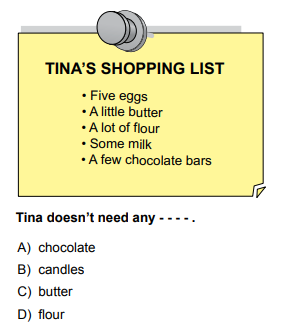 TINA'S SHOPPING LIST
• Five eggs
• A little butter
• A lot of flour
• Some milk
• A few chocolate bars
Tina doesn't need any - - - - .
A) chocolate
B) candles
C) butter
D) flour